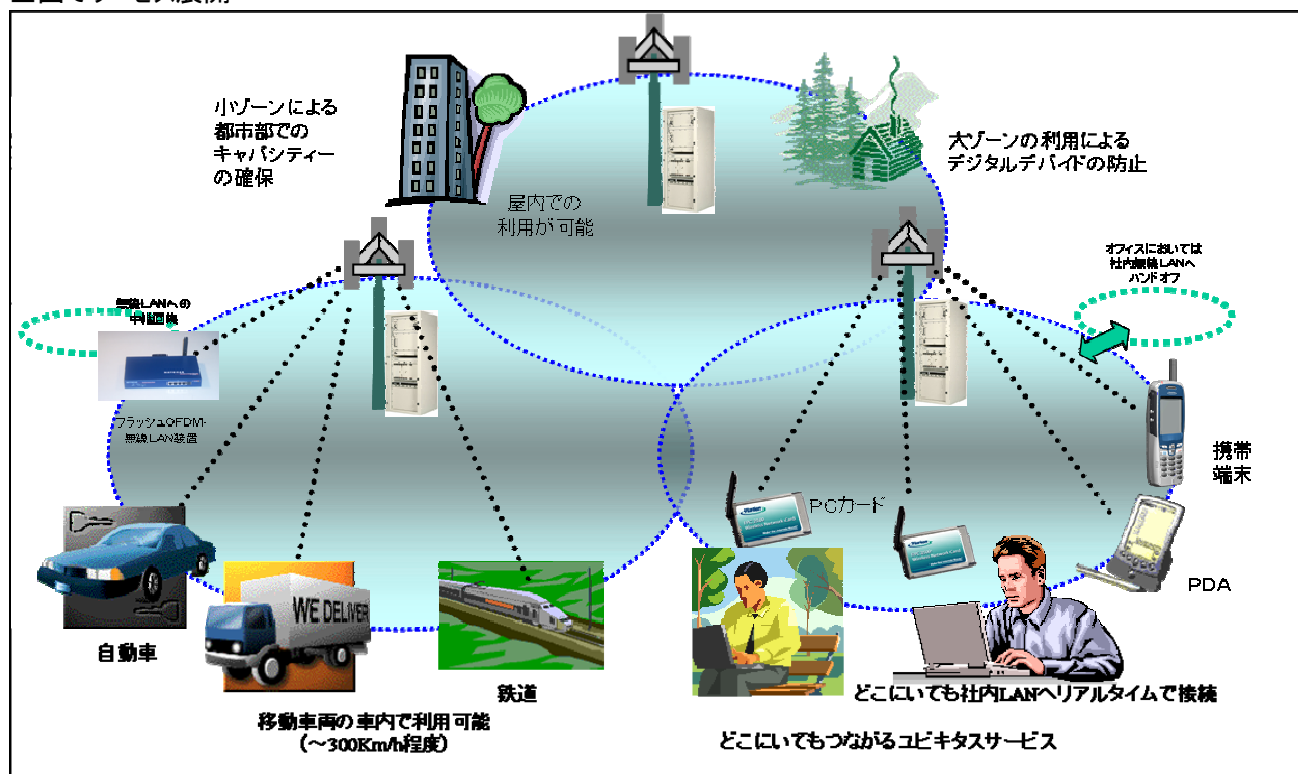 小ゾーンによる
都市部での
キャパシティー
の確保
大ゾーンの利用による
デジタルデバイドの防止
屋内での
利用が可能
オフィスにおいては
社内無線LANへ
ハンドオフ
無線LANへの
中継回線
フラッシュOFDM-
無線LAN装置
携帯
端末
PCカード
PDA
WE DELIVER
自動車
鉄道
移動車両の車内で利用可能
（～300Km/h程度）
どこにいても社内LANへリアルタイムで接続
どこにいてもつながるユビキタスサービス